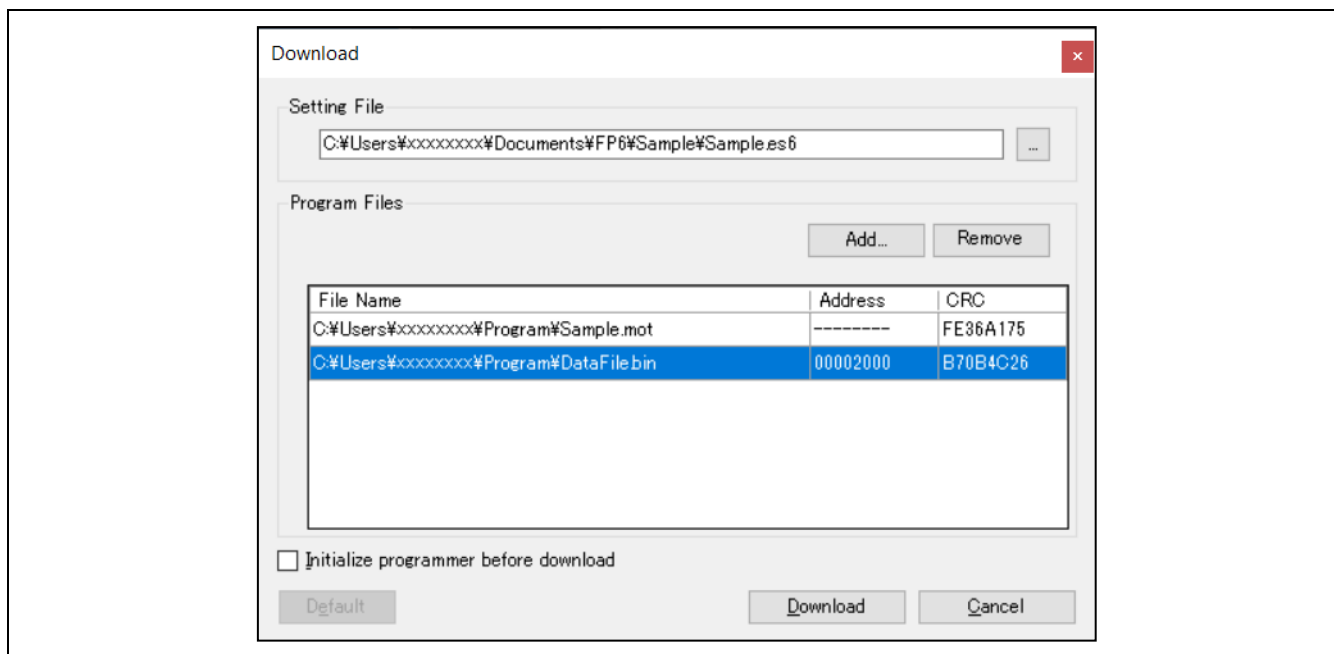 Download
Setting File
C:¥Users¥xxxxxxxx¥Documents¥FP6¥Sample¥Sample.es6
...
Program Files
Add... Remove
File Name Address CRC
C:¥Users¥xxxxxxxx¥Program¥Sample.mot -------- FE36A175
C:¥Users¥xxxxxxxx¥Program¥DataFile.bin 00002000 B70B4C26
Initialize programmer before download
Default Download Cancel